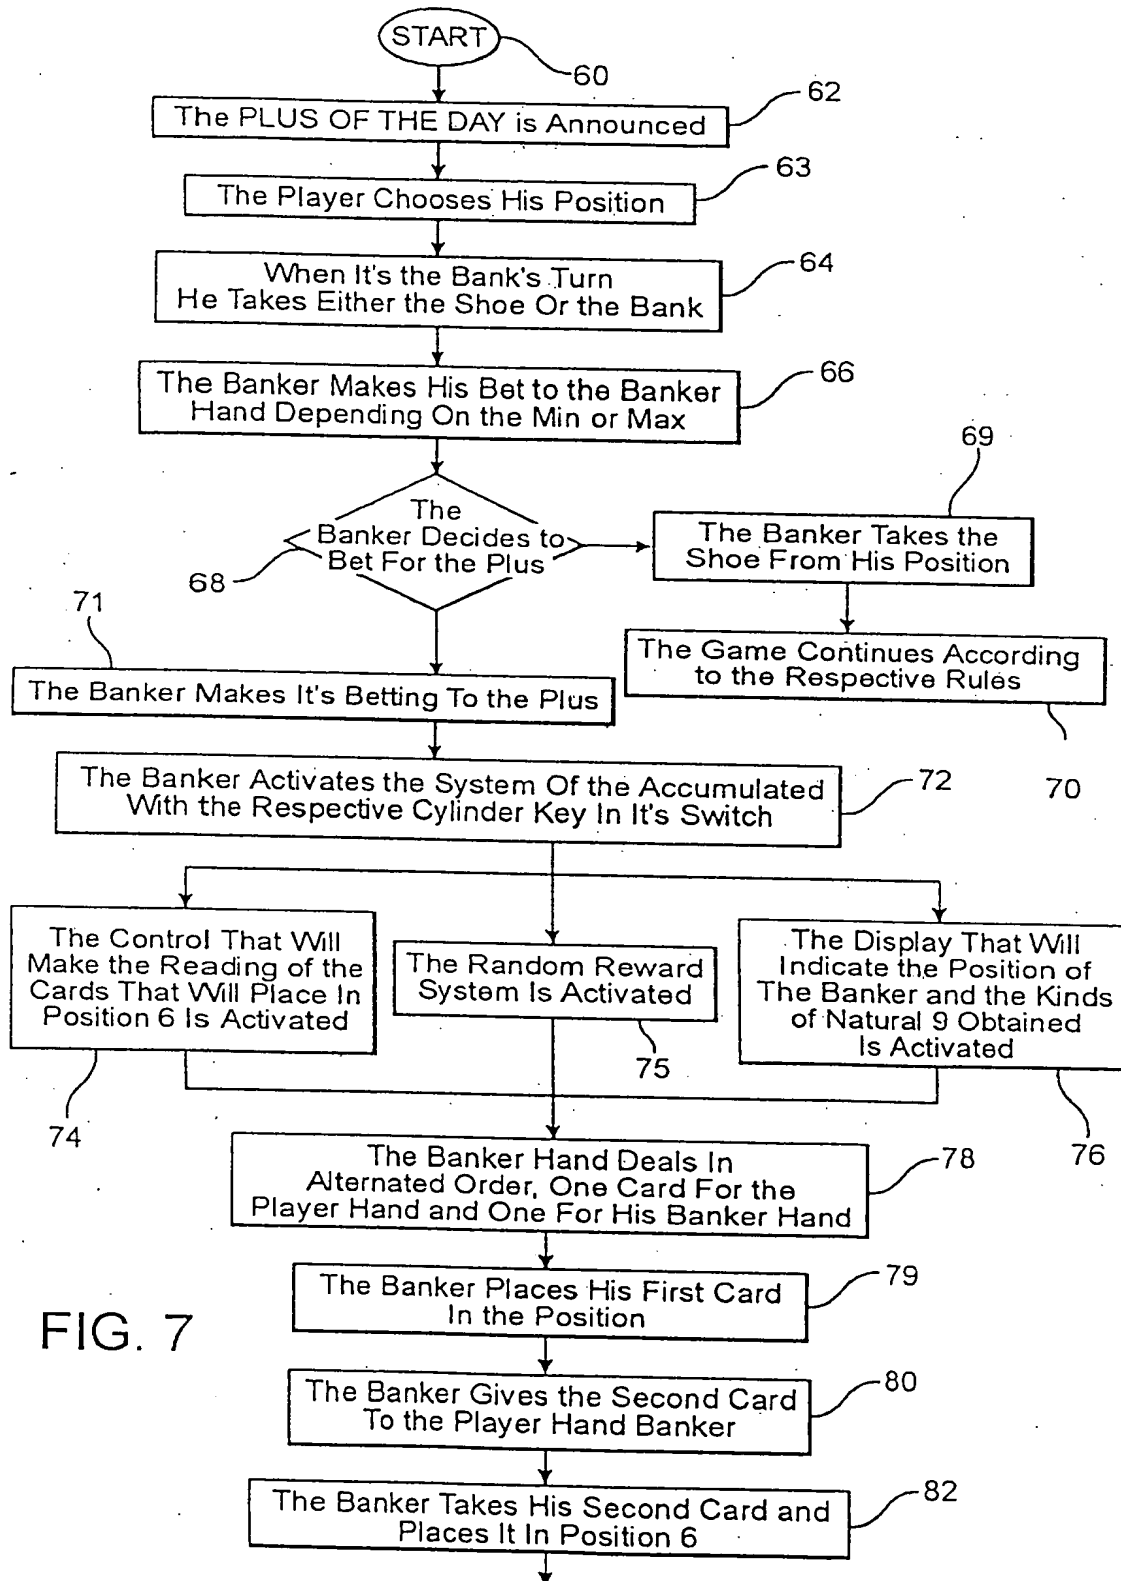 START
60
62
The PLUS OF THE DAY is Announced
63
The Player Chooses His Position
64
When It's the Bank's Turn
He Takes Either the Shoe Or the Bank
66
The Banker Makes His Bet to the Banker
Hand Depending On the Min or Max
69
The
Banker Decides to
Bet For the Plus
68
The Banker Takes the
Shoe From His Position
71
The Game Continues According
to the Respective Rules
70
The Banker Makes It's Betting To the Plus
72
The Banker Activates the System Of the Accumulated
With the Respective Cylinder Key In It's Switch
The Control That Will
Make the Reading of the
Cards That Will Place In
Position 6 Is Activated
74
The Random Reward
System Is Activated
75
The Display That Will
Indicate the Position of
The Banker and the Kinds
of Natural 9 Obtained
Is Activated
76
78
The Banker Hand Deals In
Alternated Order, One Card For the
Player Hand and One For His Banker Hand
79
The Banker Places His First Card
In the Position
FIG. 7
80
The Banker Gives the Second Card
To the Player Hand Banker
82
The Banker Takes His Second Card and
Places It In Position 6